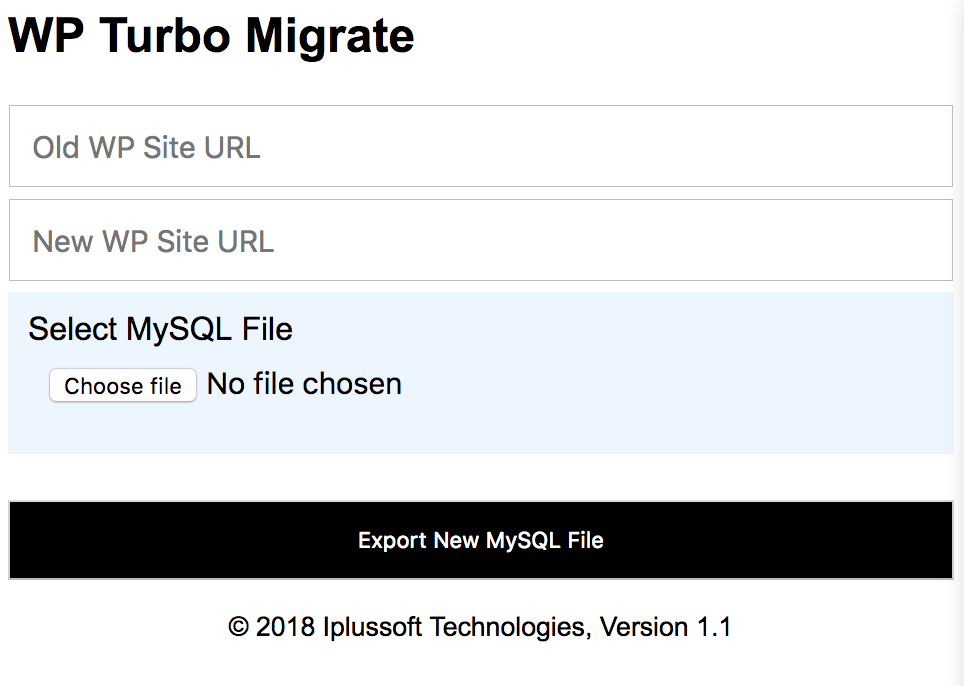 WP Turbo Migrate
Old WP Site URL
New WP Site URL
Select MySQL File
Choose file No file chosen
Export New MySQL File
© 2018 Iplussoft Technologies, Version 1.1